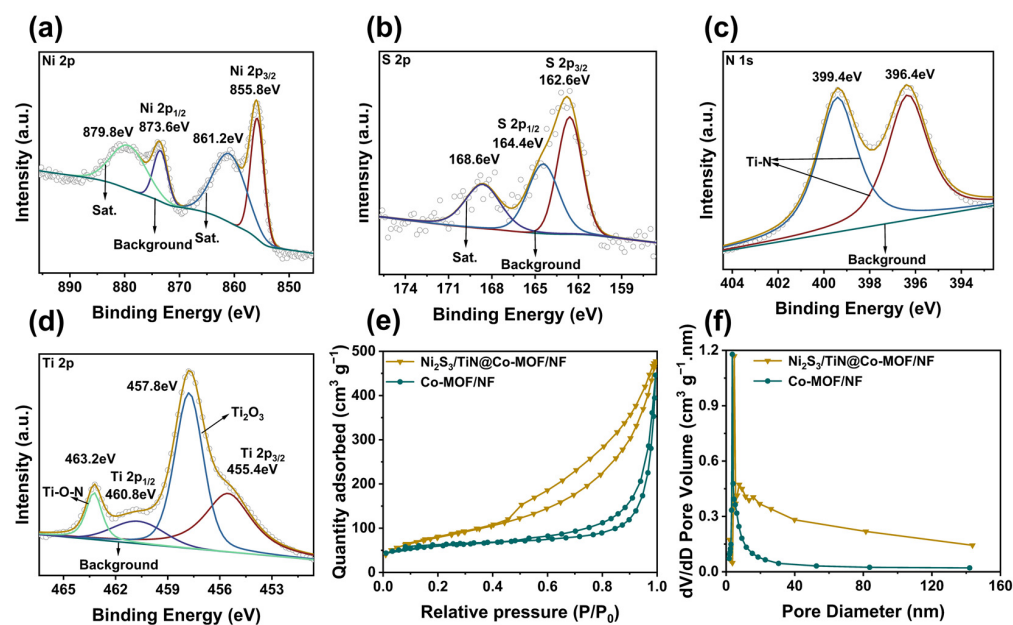 (a)
Ni 2p
Ni 2p3/2
855.8eV
Ni 2p1/2
873.6eV
879.8eV
861.2eV
Sat.
Background
Sat.
Intensity (a.u.)
890 880 870 860 850
Binding Energy (eV)
(b)
S 2p
S 2p3/2
162.6eV
S 2p1/2
164.4eV
168.6eV
Sat.
Background
Intensity (a.u.)
174 171 168 165 162 159
Binding Energy (eV)
(c)
N 1s
399.4eV
396.4eV
Ti-N
Background
Intensity (a.u.)
404 402 400 398 396 394
Binding Energy (eV)
(d)
Ti 2p
457.8eV
Ti2O3
463.2eV
Ti 2p3/2
455.4eV
Ti-O-N
Ti 2p1/2
460.8eV
Background
Intensity (a.u.)
465 462 459 456 453
Binding Energy (eV)
(e)
Ni2S3/TiN@Co-MOF/NF
Co-MOF/NF
Quantity adsorbed (cm3 g−1)
500
400
300
200
100
0
0.0 0.2 0.4 0.6 0.8 1.0
Relative pressure (P/P0)
(f)
Ni2S3/TiN@Co-MOF/NF
Co-MOF/NF
dV/dD Pore Volume (cm3 g−1.nm)
1.2
0.9
0.6
0.3
0.0
0 40 80 120 160
Pore Diameter (nm)